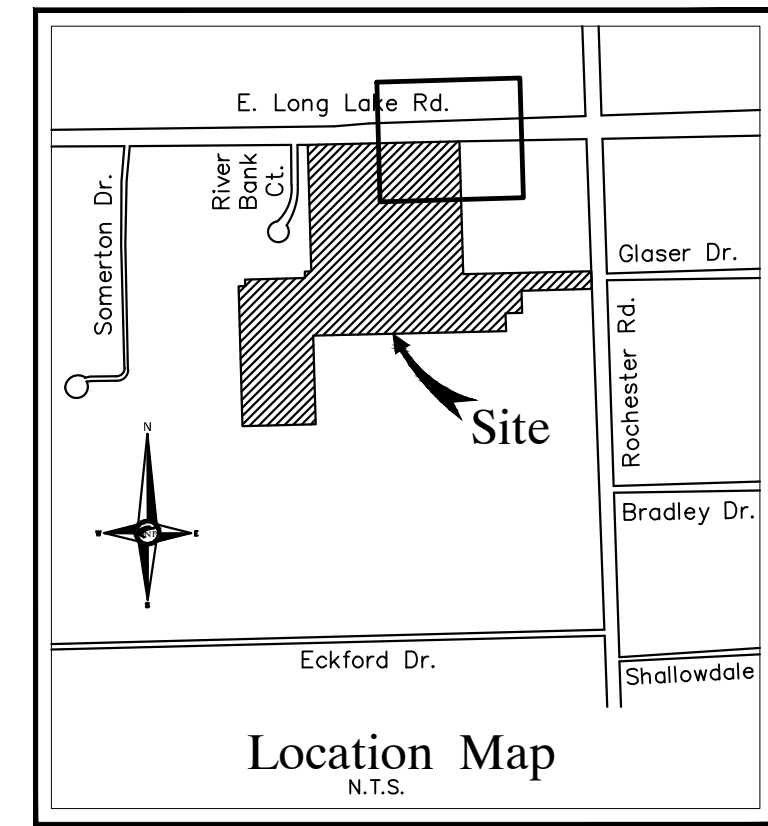 E. Long Lake Rd.
River
Bank
Ct.
Somerton Dr.
Glaser Dr.
Rochester Rd.
Site
N
W
E
S
Bradley Dr.
Eckford Dr.
Shallowdale
Location Map
N.T.S.